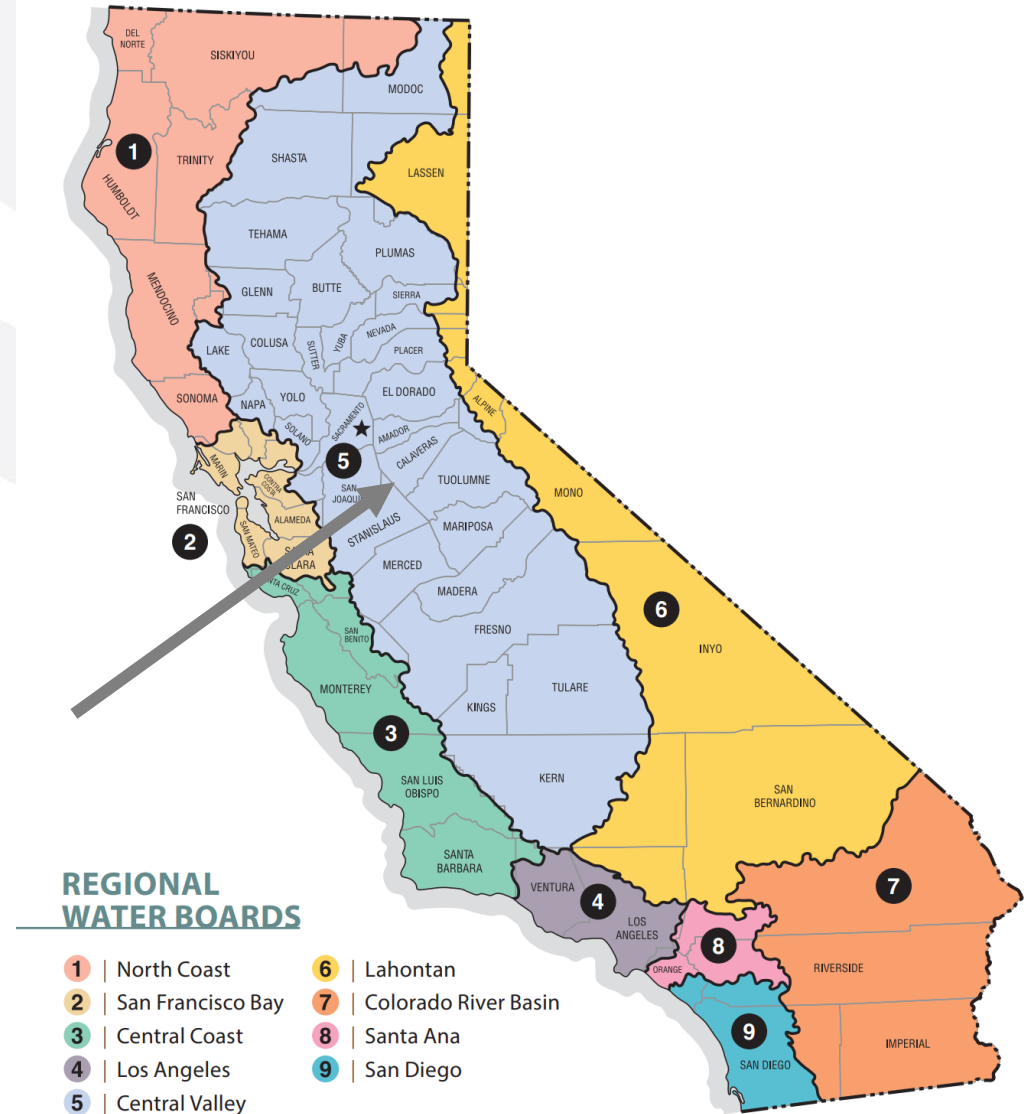 DEL
NORTE
SISKIYOU
MODOC
1
HUMBOLDT
TRINITY
SHASTA
LASSEN
TEHAMA
PLUMAS
MENDOCINO
GLENN
BUTTE
SIERRA
LAKE
COLUSA
SUTTER
YUBA
NEVADA
PLACER
SONOMA
NAPA
YOLO
SOLANO
SACRAMENTO
EL DORADO
ALPINE
AMADOR
CALAVERAS
5
MARIN
CONTRA
COSTA
SAN
JOAQUI
TUOLUMNE
MONO
SAN
FRANCISCO
2
ALAMEDA
SAN MATEO
CLARA
STANISLAUS
MARIPOSA
MERCED
MADERA
CRUZ
SAN
BENITO
FRESNO
6
INYO
MONTEREY
KINGS
TULARE
3
SAN LUIS
OBISPO
KERN
SAN
BERNARDINO
SANTA
BARBARA
VENTURA
4
LOS
ANGELES
7
8
ORANGE
RIVERSIDE
9
SAN DIEGO
IMPERIAL
REGIONAL
WATER BOARDS
1 | North Coast
2 | San Francisco Bay
3 | Central Coast
4 | Los Angeles
5 | Central Valley
6 | Lahontan
7 | Colorado River Basin
8 | Santa Ana
9 | San Diego